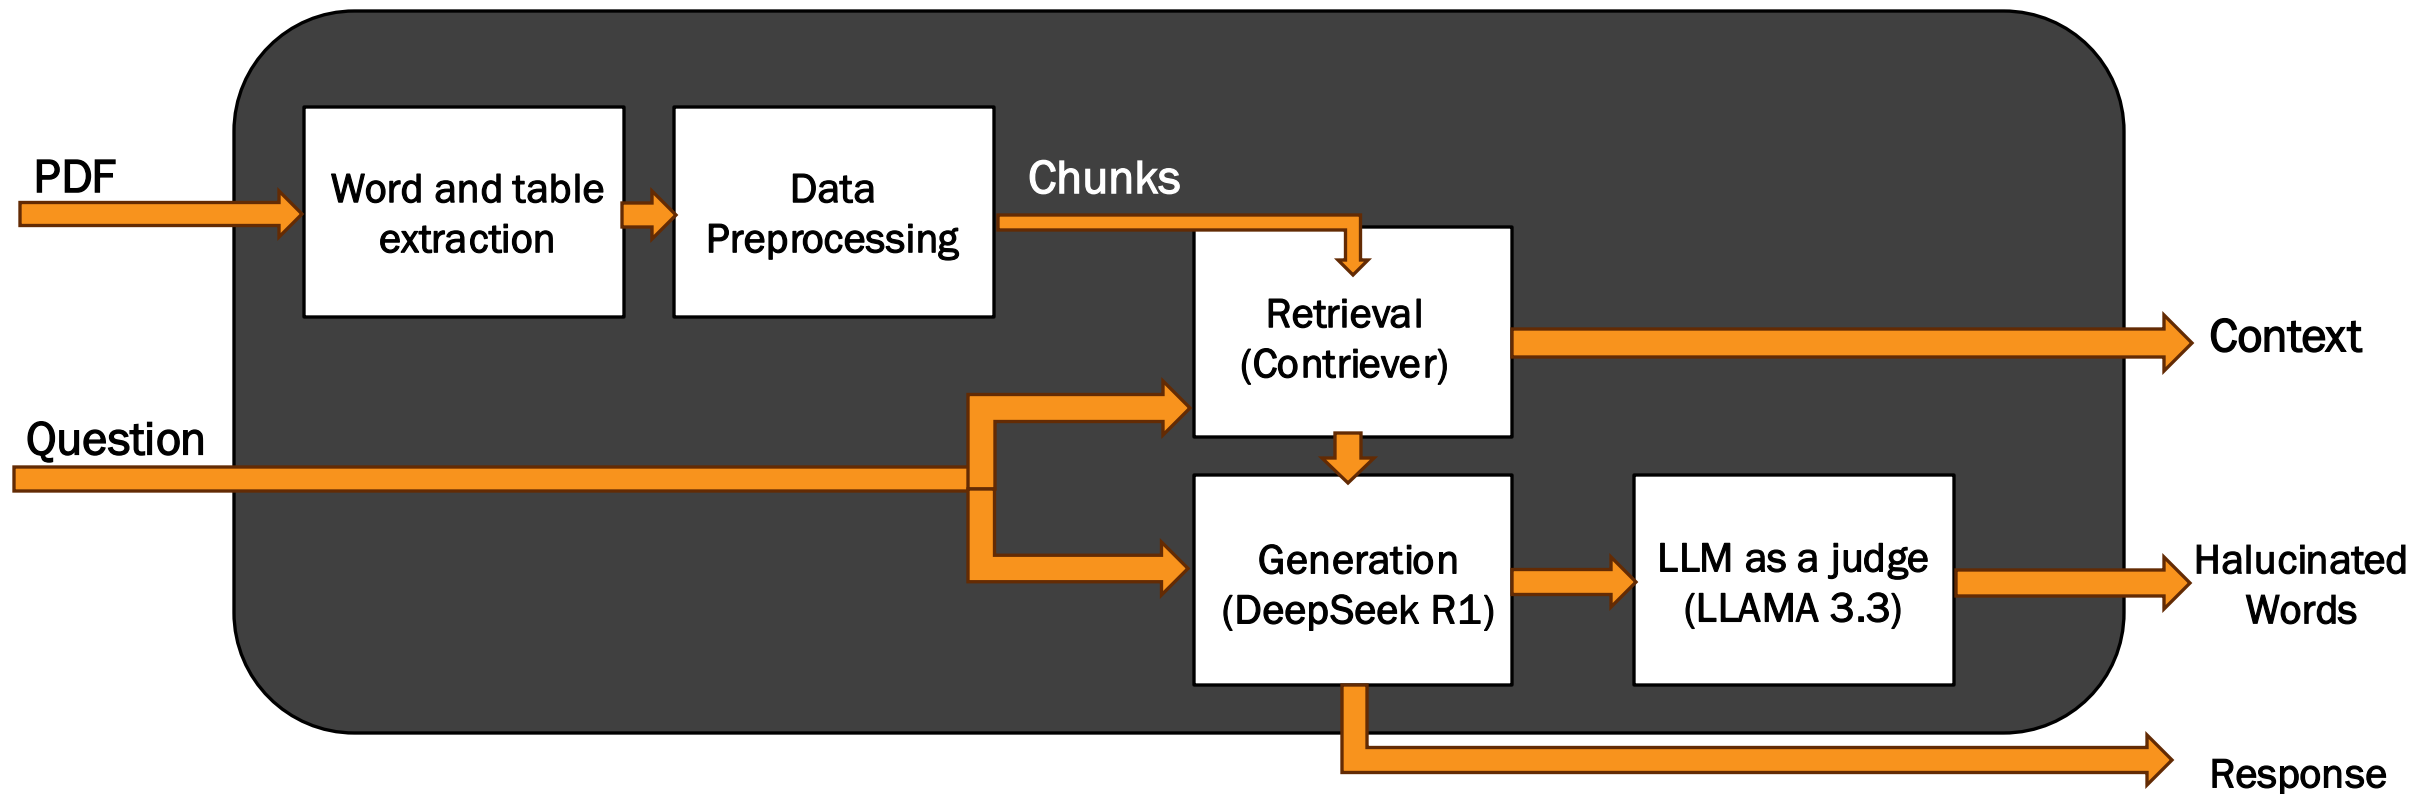 PDF
Word and table
extraction
Data
Preprocessing
Chunks
Retrieval
(Contriever)
Context
Question
Generation
(DeepSeek R1)
LLM as a judge
(LLAMA 3.3)
Halucinated
Words
Response